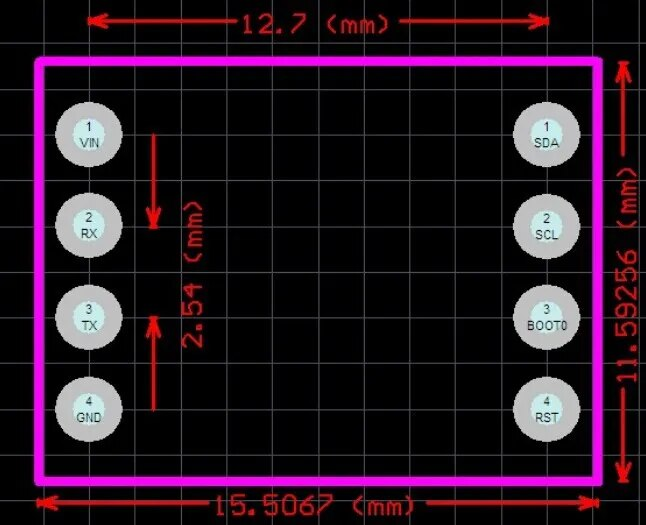 12.7 (mm)
1
VIN
1
SDA
2
RX
2
SCL
2.54 (mm)
11.59256 (mm)
3
TX
3
BOOT0
4
GND
4
RST
15.5067 (mm)